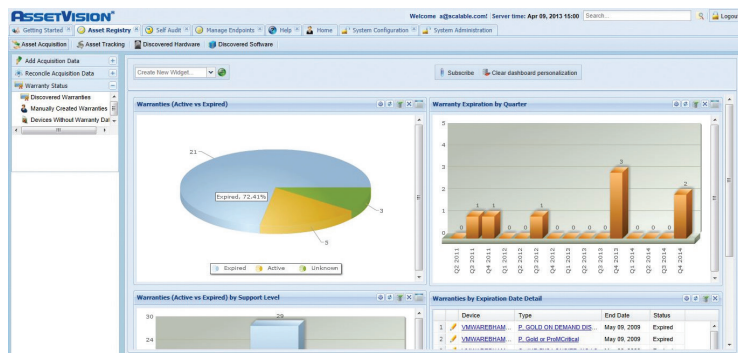 ASSETVISION®
Welcome s@scalable.com! Server time: Apr 09, 2013 15:00 Search... Logout
Getting Started Asset Registry Self Audit Manage Endpoints Help Home System Configuration System Administration
Asset Acquisition Asset Tracking Discovered Hardware Discovered Software
Add Acquisition Data
Reconcile Acquisition Data
Warranty Status
Discovered Warranties
Manually Created Warranties
Devices Without Warranty Dat
Create New Widget...
Subscribe Clear dashboard personalization
Warranties (Active vs Expired)
21
Expired, 72.41%
3
5
Expired Active Unknown
Warranty Expiration by Quarter
5
4
3
2
1
0
0 1 1 0 0 1 0 0 0 0 3 0 0 0 2
Q2 2011 Q3 2011 Q4 2011 Q1 2012 Q2 2012 Q3 2012 Q4 2012 Q1 2013 Q2 2013 Q3 2013 Q4 2013 Q1 2014 Q2 2014 Q3 2014 Q4 2014
Warranties (Active vs Expired) by Support Level
30
29
24
Warranties by Expiration Date Detail
Device Type End Date Status
1 VMWAREBHAM... P_GOLD ON DEMAND DIS... May 09, 2009 Expired
2 VMWAREBHAM... P_Gold or ProMCritical May 09, 2009 Expired